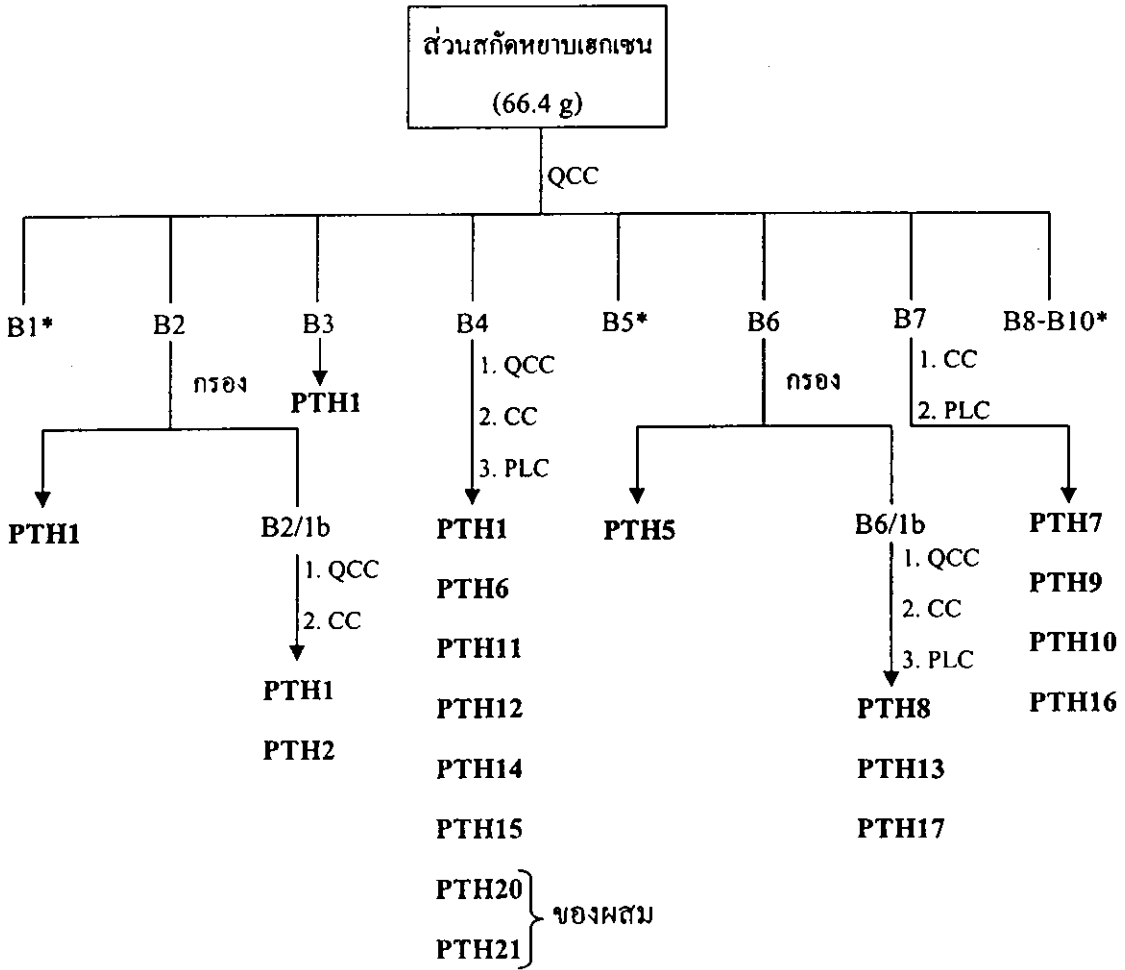 ส่วนสกัดหยาบเฮกเซน
(66.4 g)
QCC
B1*
B2
B3
B4
B5*
B6
B7
B8-B10*
กรอง
PTH1
B2/1b
1. QCC
2. CC
PTH1
PTH2
PTH1
1. QCC
2. CC
3. PLC
PTH1
PTH6
PTH11
PTH12
PTH14
PTH15
PTH20
PTH21
ของผสม
กรอง
PTH5
B6/1b
1. QCC
2. CC
3. PLC
PTH8
PTH13
PTH17
1. CC
2. PLC
PTH7
PTH9
PTH10
PTH16